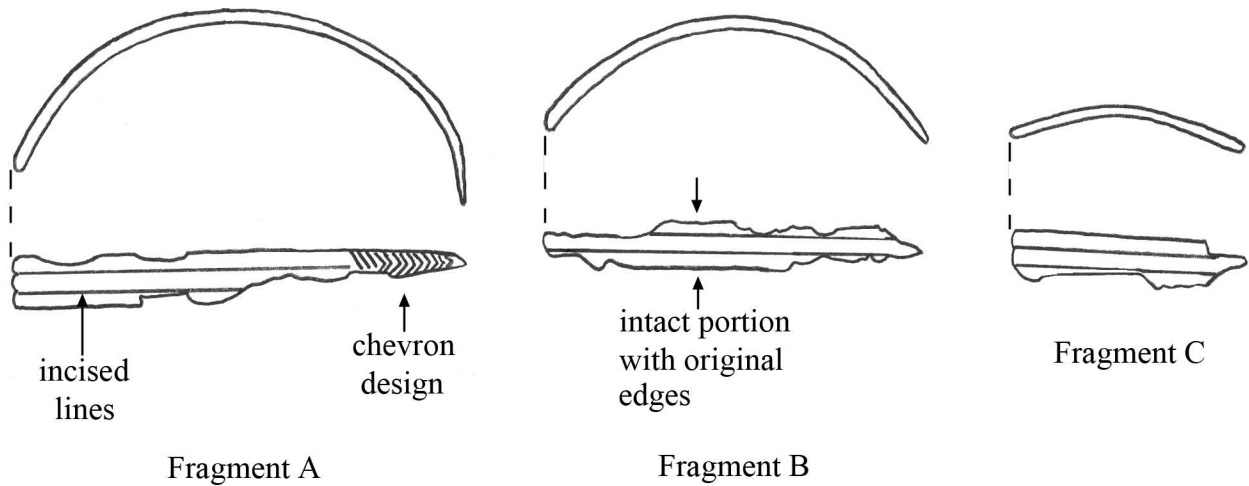 incised
lines
chevron
design
Fragment A
intact portion
with original
edges
Fragment B
Fragment C